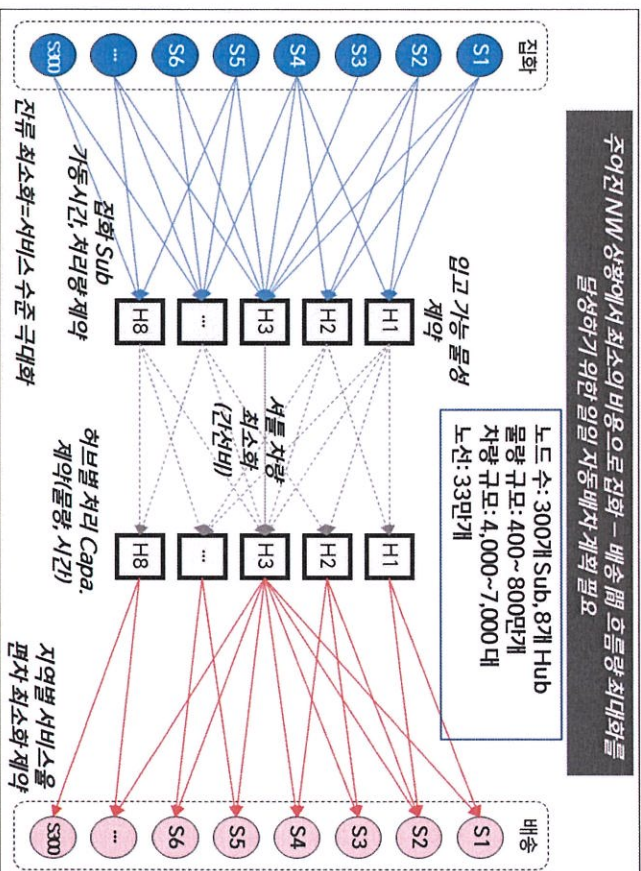 주어진 NW 상황에서 최소의 비용으로 집화 – 배송 間 흐름량 최대화를
달성하기 위한 일일 자동배차 계획 필요
노드 수: 300개 Sub, 8개 Hub
물량 규모: 400~800만개
차량 규모: 4,000~7,000 대
노선: 33만개
집화
S1
S2
S3
S4
S5
S6
...
S300
입고 가능 물성
제약
H1
H2
H3
...
H8
셔틀 차량
최소화
(간선비)
H1
H2
H3
...
H8
배송
S1
S2
S3
S4
S5
S6
...
S300
집화 Sub
가동시간, 처리량 제약
잔류 최소화=서비스 수준 극대화
허브별 처리 Capa.
제약(물량, 시간)
지역별 서비스율
편차 최소화 제약